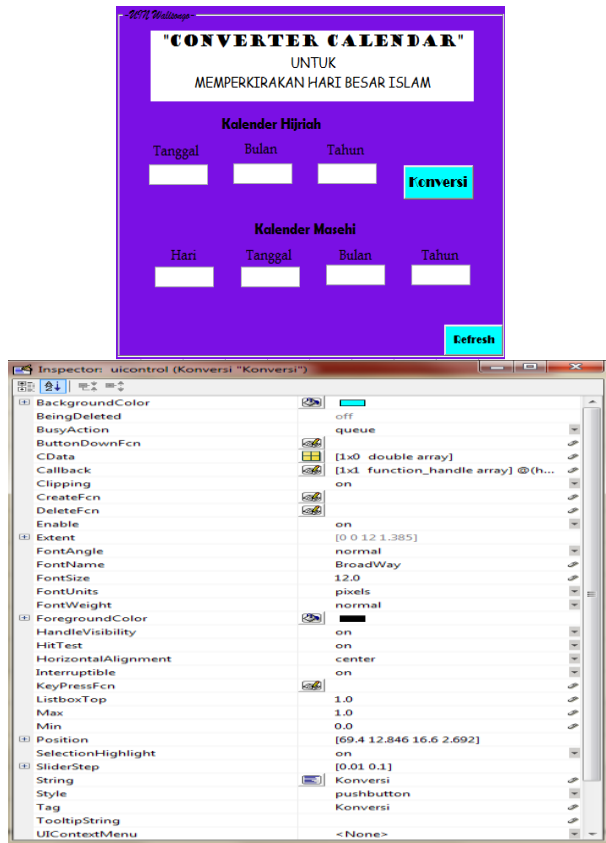 -UIN Walisongo-
"CONVERTER CALENDAR"
UNTUK
MEMPERKIRAKAN HARI BESAR ISLAM
Kalender Hijriah
Tanggal Bulan Tahun
Konversi
Kalender Masehi
Hari Tanggal Bulan Tahun
Refresh
Inspector: uicontrol (Konversi "Konversi")
BackgroundColor
BeingDeleted off
BusyAction queue
ButtonDownFcn
CData [1x0 double array]
Callback [1x1 function_handle array] @(h...
Clipping on
CreateFcn
DeleteFcn
Enable on
Extent [0 0 12 1.385]
FontAngle normal
FontName BroadWay
FontSize 12.0
FontUnits pixels
FontWeight normal
ForegroundColor
HandleVisibility on
HitTest on
HorizontalAlignment center
Interruptible on
KeyPressFcn
ListboxTop 1.0
Max 1.0
Min 0.0
Position [69.4 12.846 16.6 2.692]
SelectionHighlight on
SliderStep [0.01 0.1]
String Konversi
Style pushbutton
Tag Konversi
TooltipString
UIContextMenu <None>